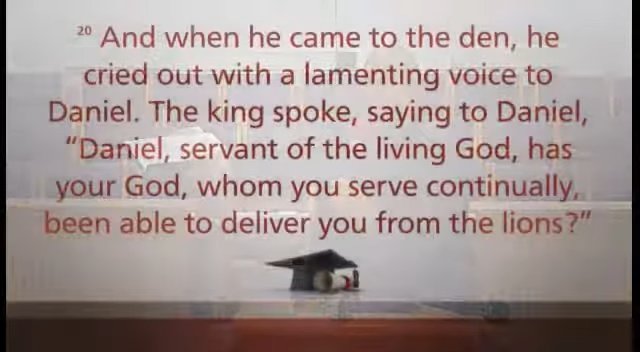 20 And when he came to the den, he
cried out with a lamenting voice to
Daniel. The king spoke, saying to Daniel,
“Daniel, servant of the living God, has
your God, whom you serve continually,
been able to deliver you from the lions?”